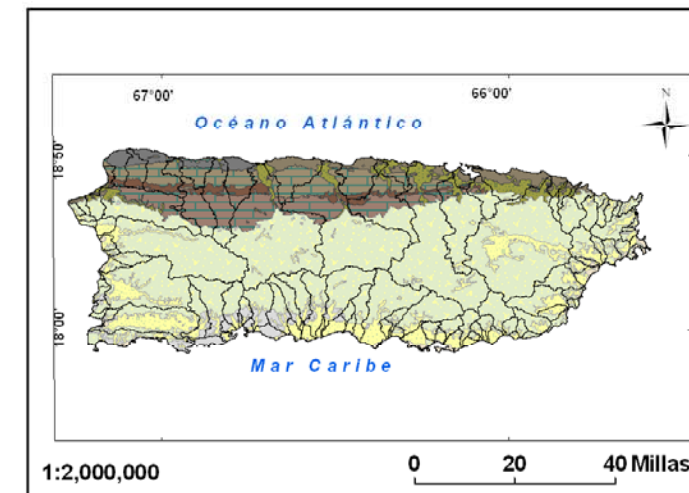 67°00'
66°00'
N
Océano Atlántico
18°50'
18°00'
Mar Caribe
1:2,000,000
0 20 40 Millas